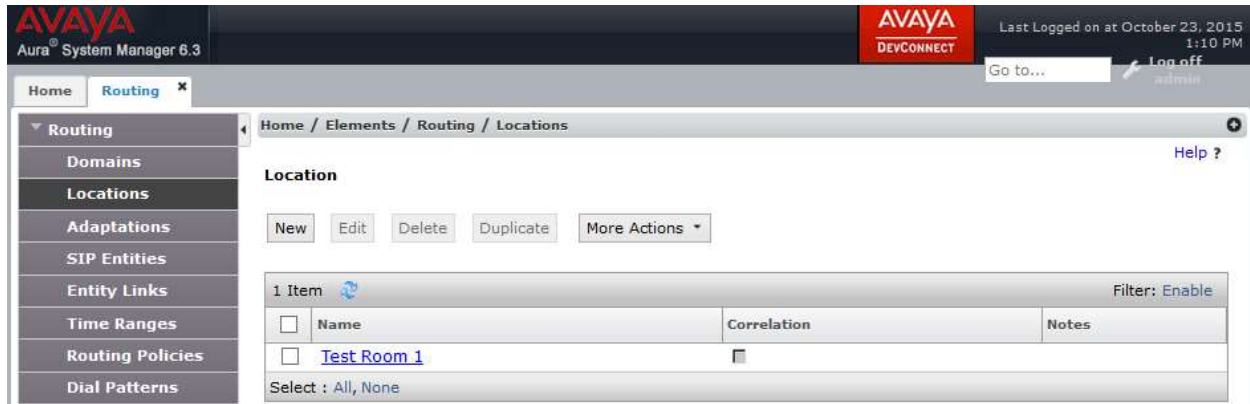 AVAYA
Aura® System Manager 6.3
AVAYA
DEVCONNECT
Last Logged on at October 23, 2015
1:10 PM
Go to...
Log off
admin
Home
Routing ×
Routing
Home / Elements / Routing / Locations
Help ?
Domains
Locations
Adaptations
SIP Entities
Entity Links
Time Ranges
Routing Policies
Dial Patterns
Location
New Edit Delete Duplicate More Actions
1 Item Filter: Enable
Name Correlation Notes
Test Room 1
Select : All, None